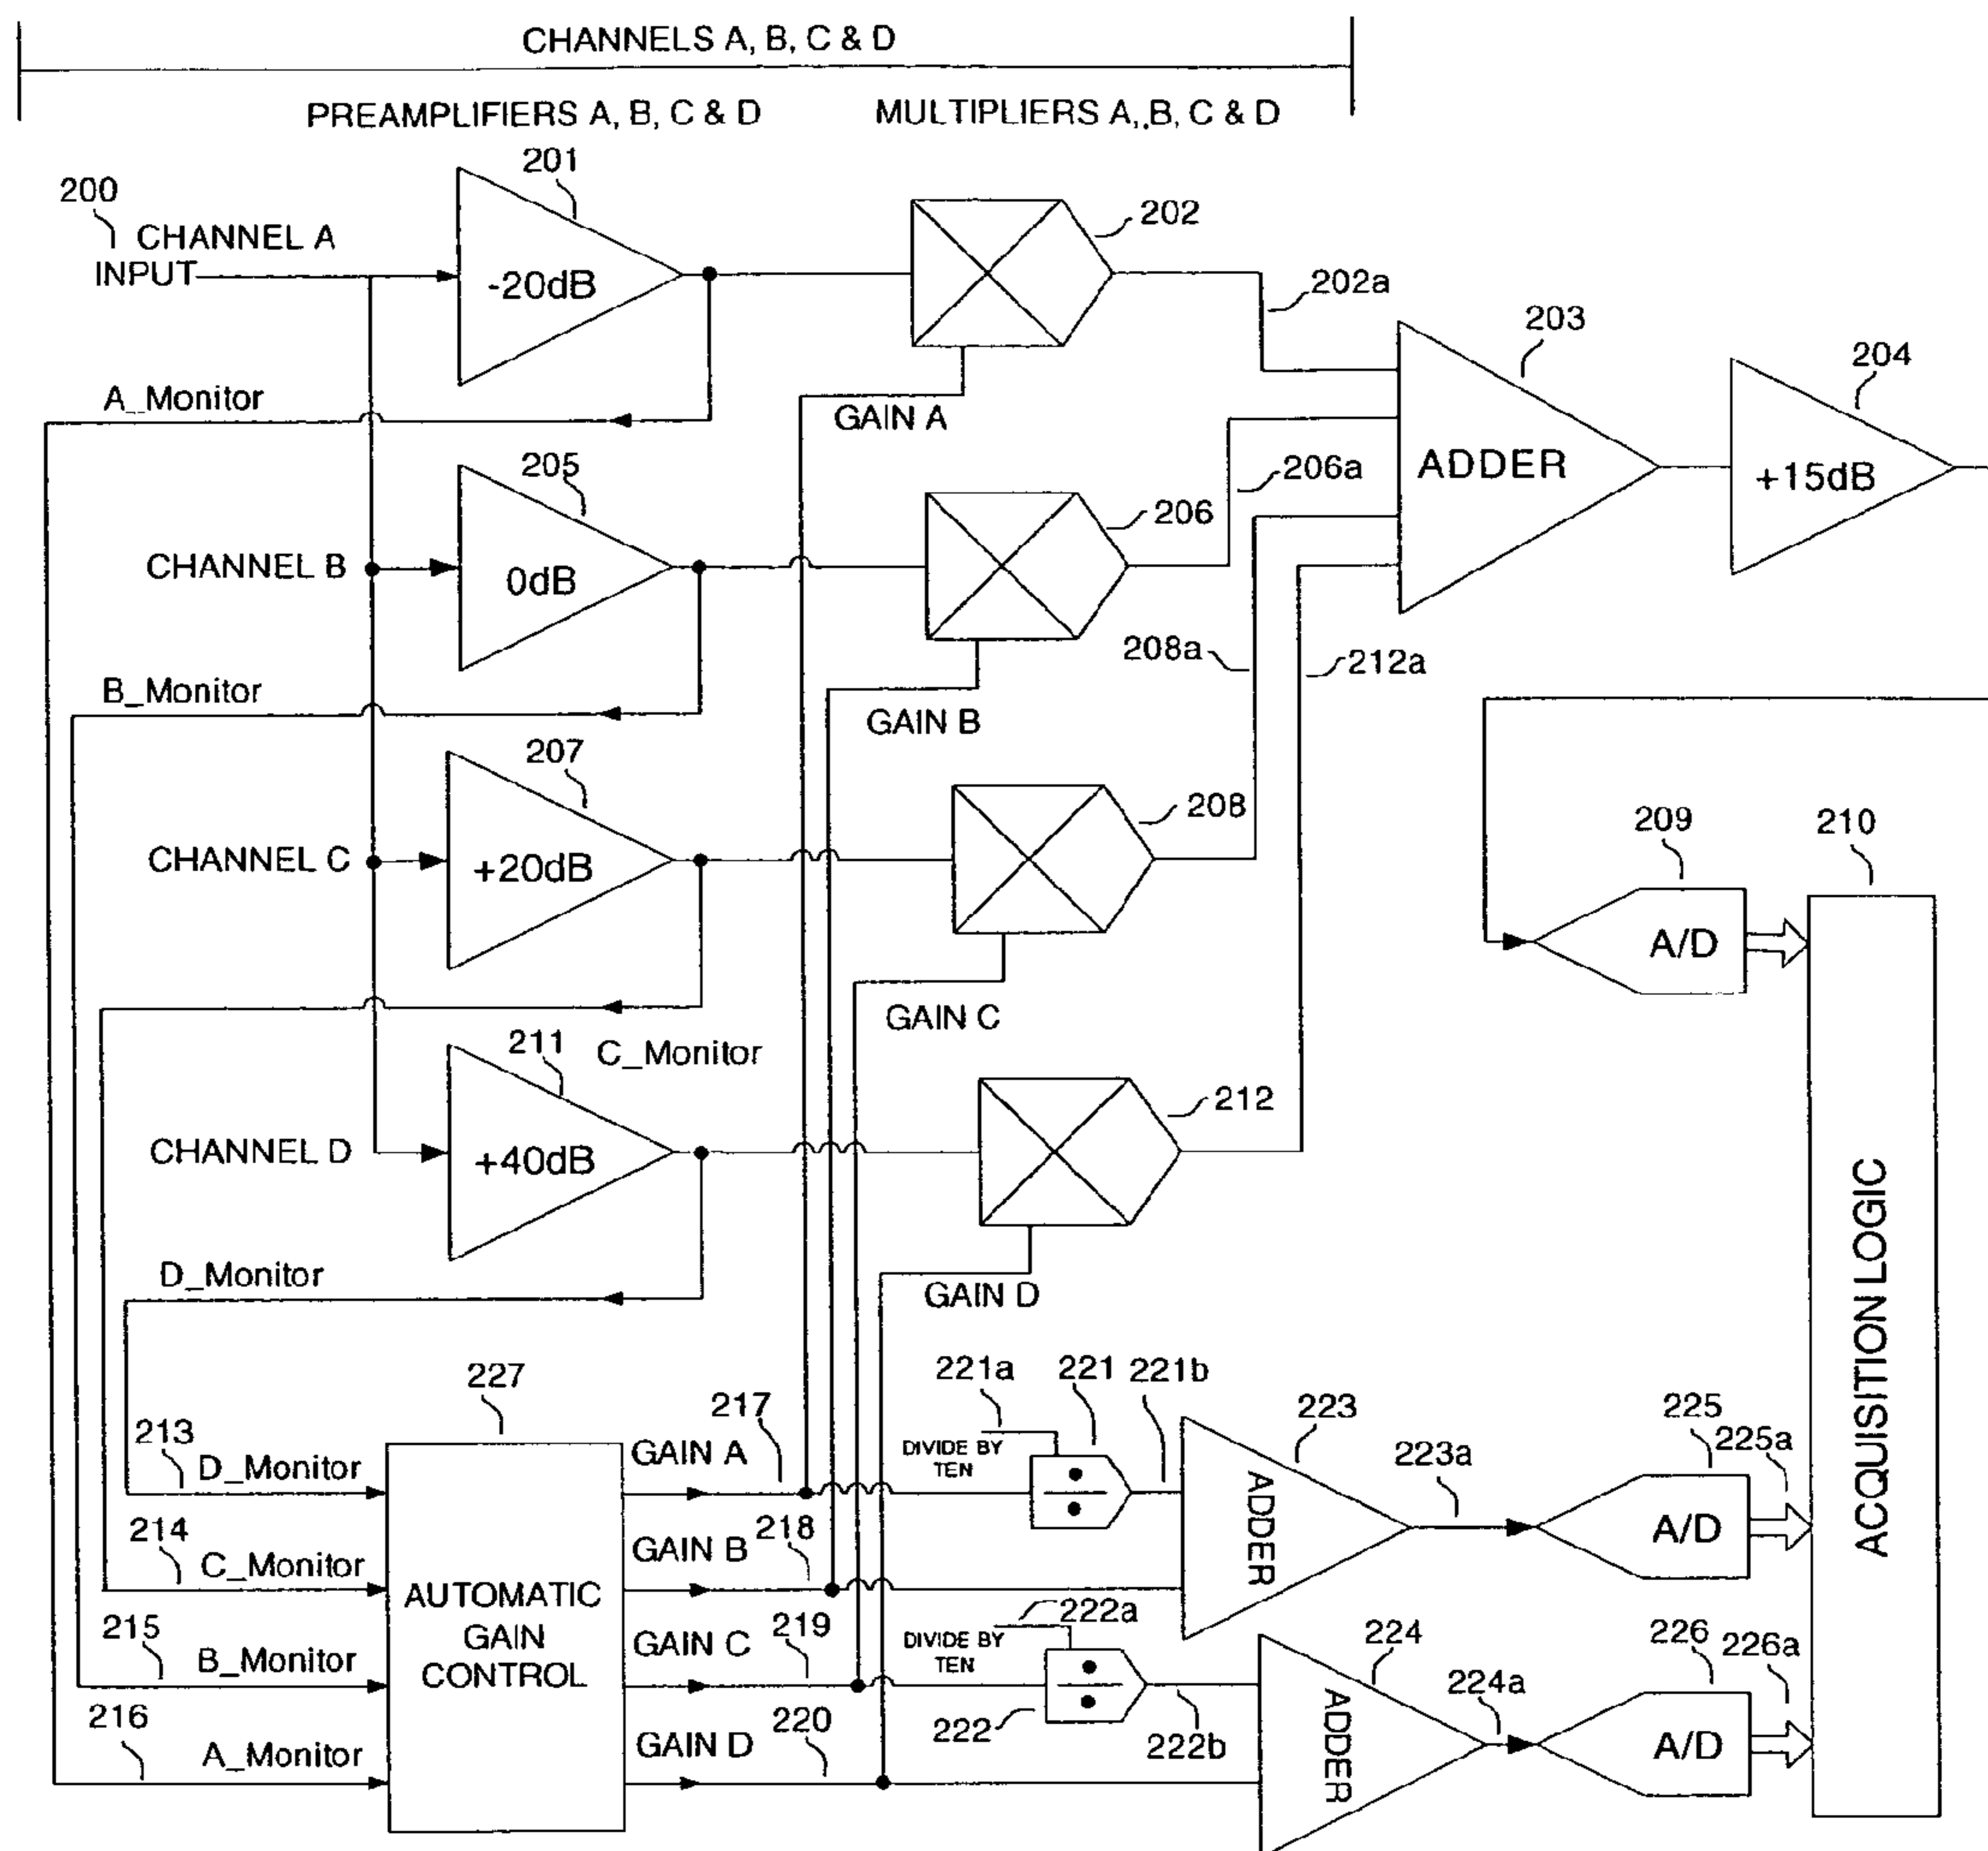 CHANNELS A, B, C & D
PREAMPLIFIERS A, B, C & D
MULTIPLIERS A,.B, C & D
201
200
CHANNEL A
INPUT
-20dB
202
202a
203
204
A_Monitor
GAIN A
205
206a
ADDER
+15dB
206
CHANNEL B
0dB
208a
212a
B_Monitor
GAIN B
207
208
209
210
CHANNEL C
+20dB
A/D
GAIN C
211
C_Monitor
212
CHANNEL D
+40dB
D_Monitor
GAIN D
ACQUISITION LOGIC
227
221a
221
221b
217
223
225
213
D_Monitor
GAIN A
DIVIDE BY
TEN
223a
225a
ADDER
214
C_Monitor
GAIN B
218
A/D
AUTOMATIC
GAIN
CONTROL
215
B_Monitor
GAIN C
219
DIVIDE BY
TEN
222a
224
226
226a
224a
216
A_Monitor
GAIN D
220
222
222b
ADDER
A/D